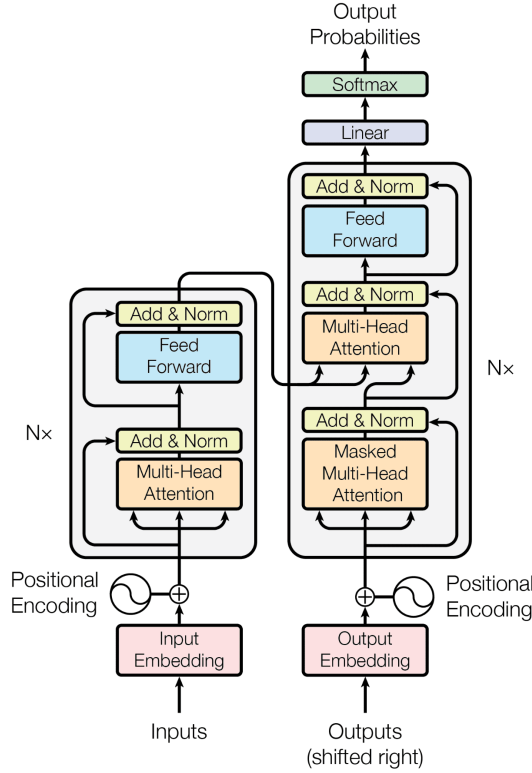 Output
Probabilities
Softmax
Linear
Add & Norm
Feed
Forward
Add & Norm
Multi-Head
Attention
Add & Norm
Masked
Multi-Head
Attention
N×
Add & Norm
Feed
Forward
Add & Norm
Multi-Head
Attention
N×
Positional
Encoding
Positional
Encoding
Input
Embedding
Output
Embedding
Inputs
Outputs
(shifted right)